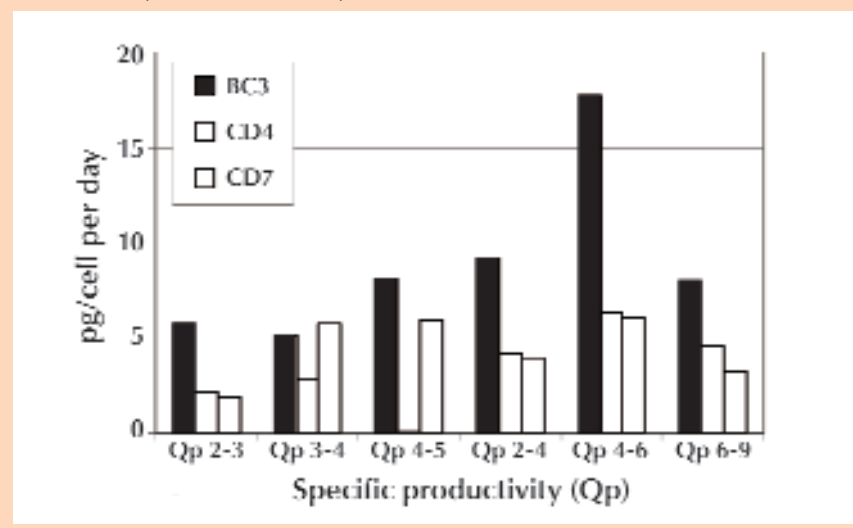 20
15
10
5
0
pg/cell per day
BC3
CD4
CD7
Qp 2-3 Qp 3-4 Qp 4-5 Qp 2-4 Qp 4-6 Qp 6-9
Specific productivity (Qp)